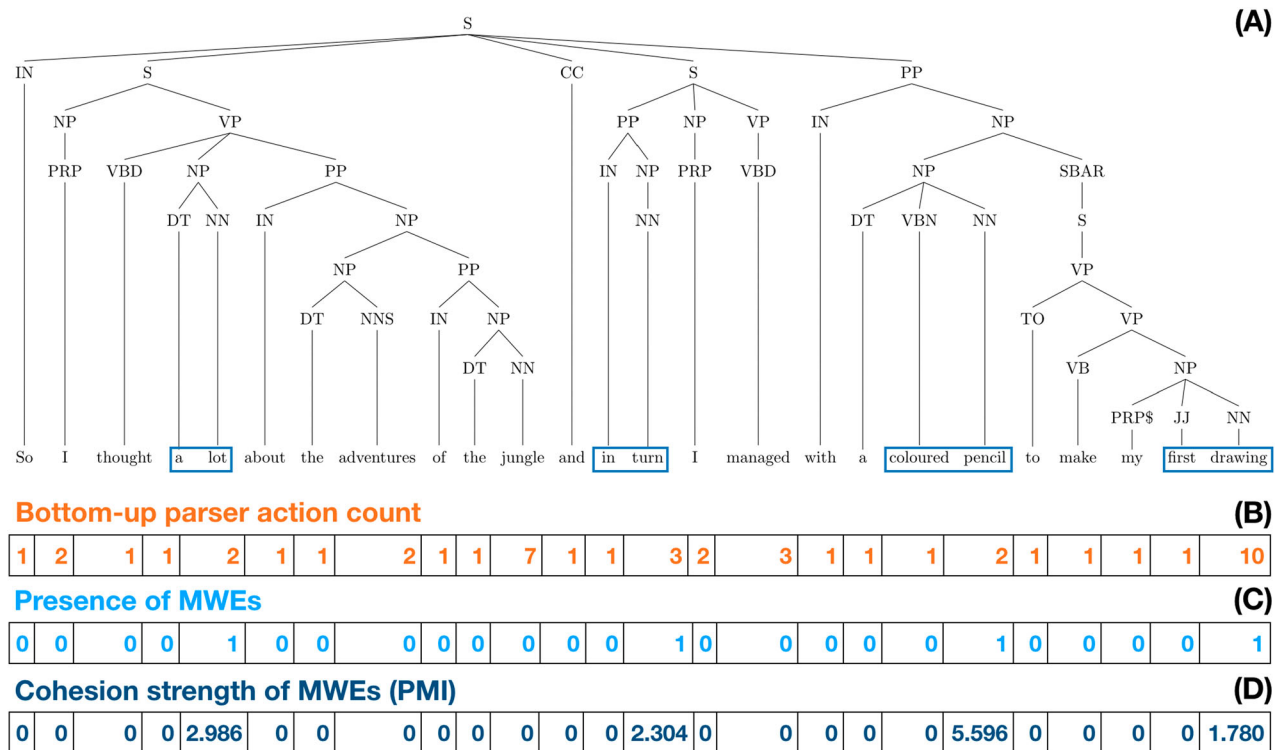 S (A)
IN S CC S PP
NP VP PP NP VP IN NP
PRP VBD NP PP IN NP PRP VBD NP SBAR
DT NN IN NP NN DT VBN NN S
NP PP VP
DT NNS IN NP TO VP
DT NN VB NP
PRP$ JJ NN
So I thought a lot about the adventures of the jungle and in turn I managed with a coloured pencil to make my first drawing
Bottom-up parser action count (B)
1 2 1 1 2 1 1 2 1 1 7 1 1 3 2 3 1 1 1 2 1 1 1 1 10
Presence of MWEs (C)
0 0 0 0 1 0 0 0 0 0 0 0 0 1 0 0 0 0 0 1 0 0 0 0 1
Cohesion strength of MWEs (PMI) (D)
0 0 0 0 2.986 0 0 0 0 0 0 0 0 2.304 0 0 0 0 0 5.596 0 0 0 0 1.780